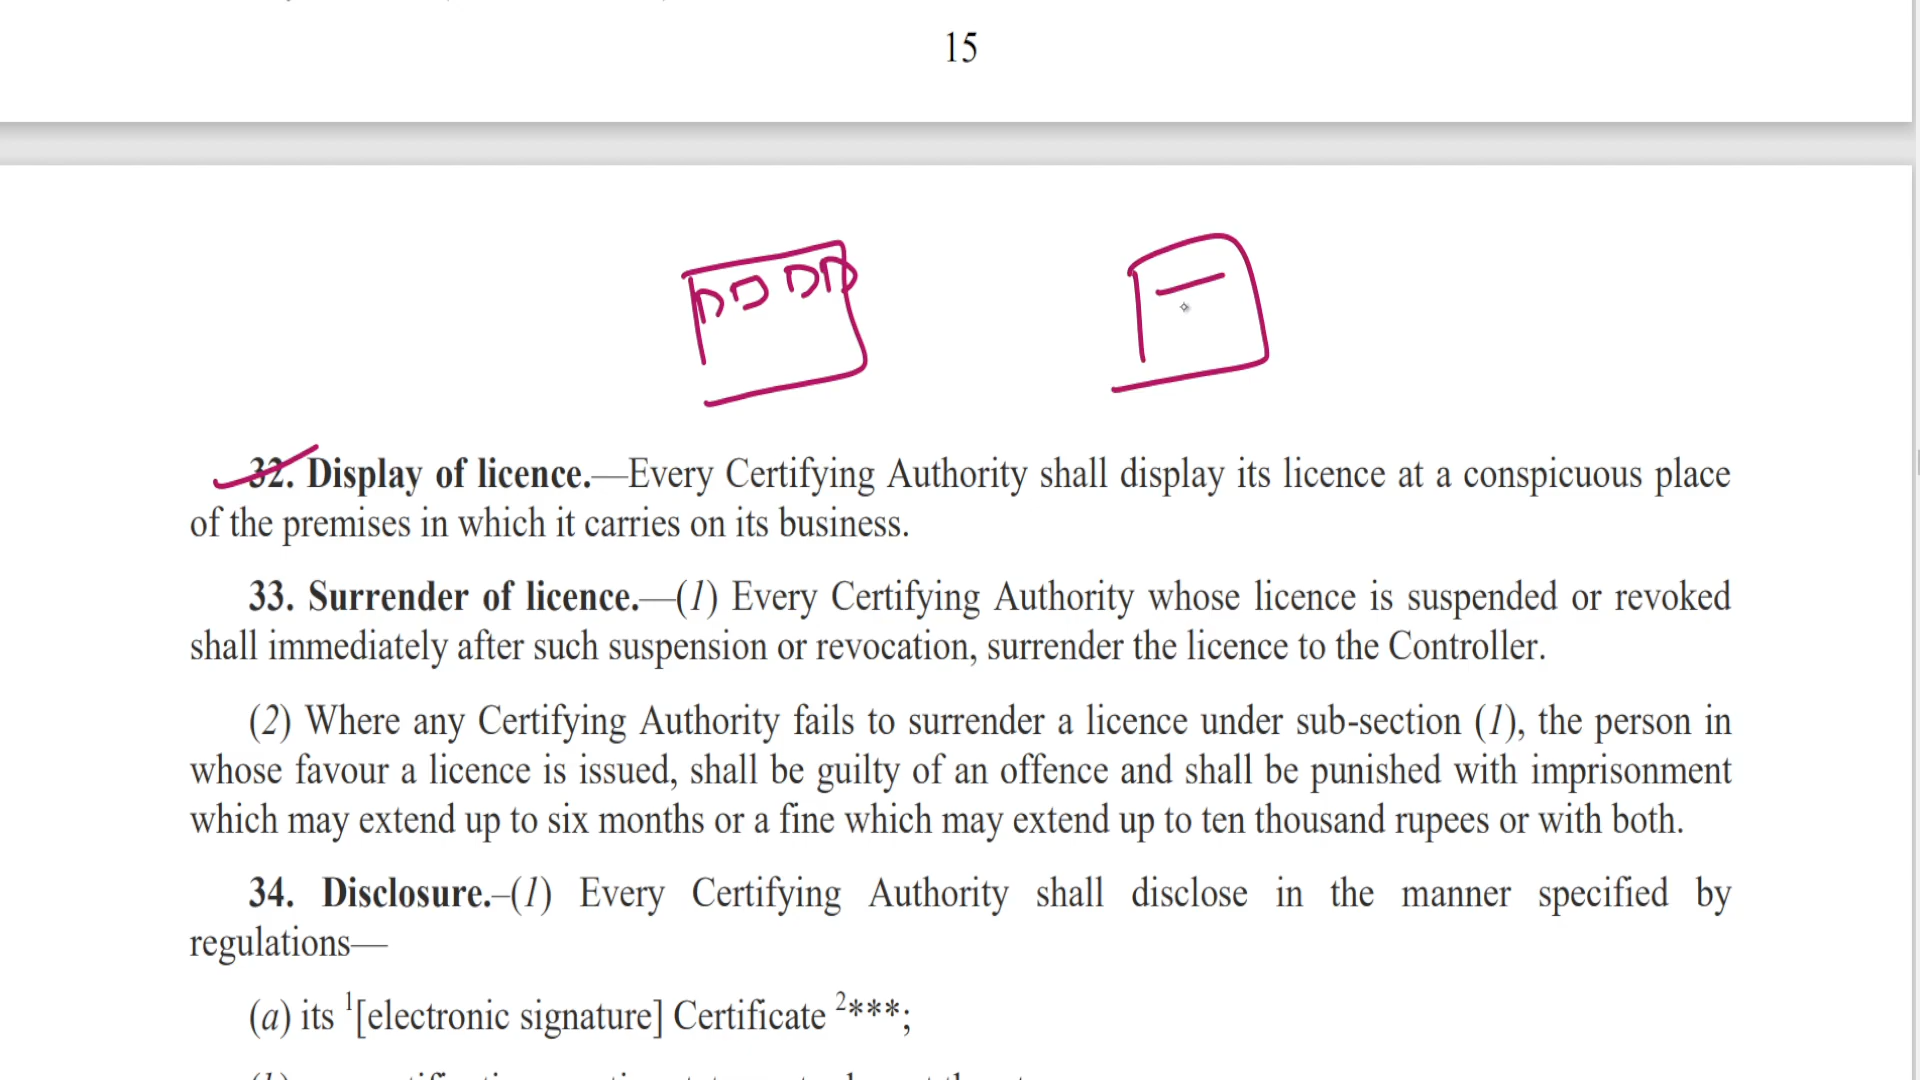 15
32. Display of licence.—Every Certifying Authority shall display its licence at a conspicuous place
of the premises in which it carries on its business.
33. Surrender of licence.—(1) Every Certifying Authority whose licence is suspended or revoked
shall immediately after such suspension or revocation, surrender the licence to the Controller.
(2) Where any Certifying Authority fails to surrender a licence under sub-section (1), the person in
whose favour a licence is issued, shall be guilty of an offence and shall be punished with imprisonment
which may extend up to six months or a fine which may extend up to ten thousand rupees or with both.
34. Disclosure.–(1) Every Certifying Authority shall disclose in the manner specified by
regulations—
(a) its 1[electronic signature] Certificate 2***;